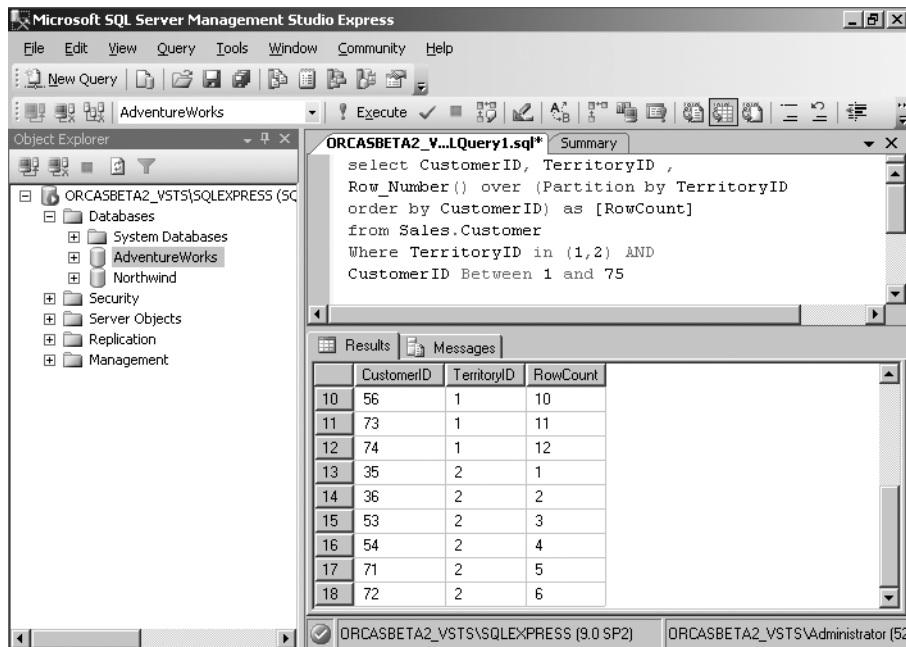 Microsoft SQL Server Management Studio Express
File Edit View Query Tools Window Community Help
New Query
AdventureWorks Execute
Object Explorer
ORCASBETA2_VSTS\SQLEXPRESS (SQ
Databases
System Databases
AdventureWorks
Northwind
Security
Server Objects
Replication
Management
ORCASBETA2_V...LQuery1.sql* Summary
select CustomerID, TerritoryID ,
Row_Number() over (Partition by TerritoryID
order by CustomerID) as [RowCount]
from Sales.Customer
Where TerritoryID in (1,2) AND
CustomerID Between 1 and 75
Results Messages
CustomerID TerritoryID RowCount
10 56 1 10
11 73 1 11
12 74 1 12
13 35 2 1
14 36 2 2
15 53 2 3
16 54 2 4
17 71 2 5
18 72 2 6
ORCASBETA2_VSTS\SQLEXPRESS (9.0 SP2) ORCASBETA2_VSTS\Administrator (52